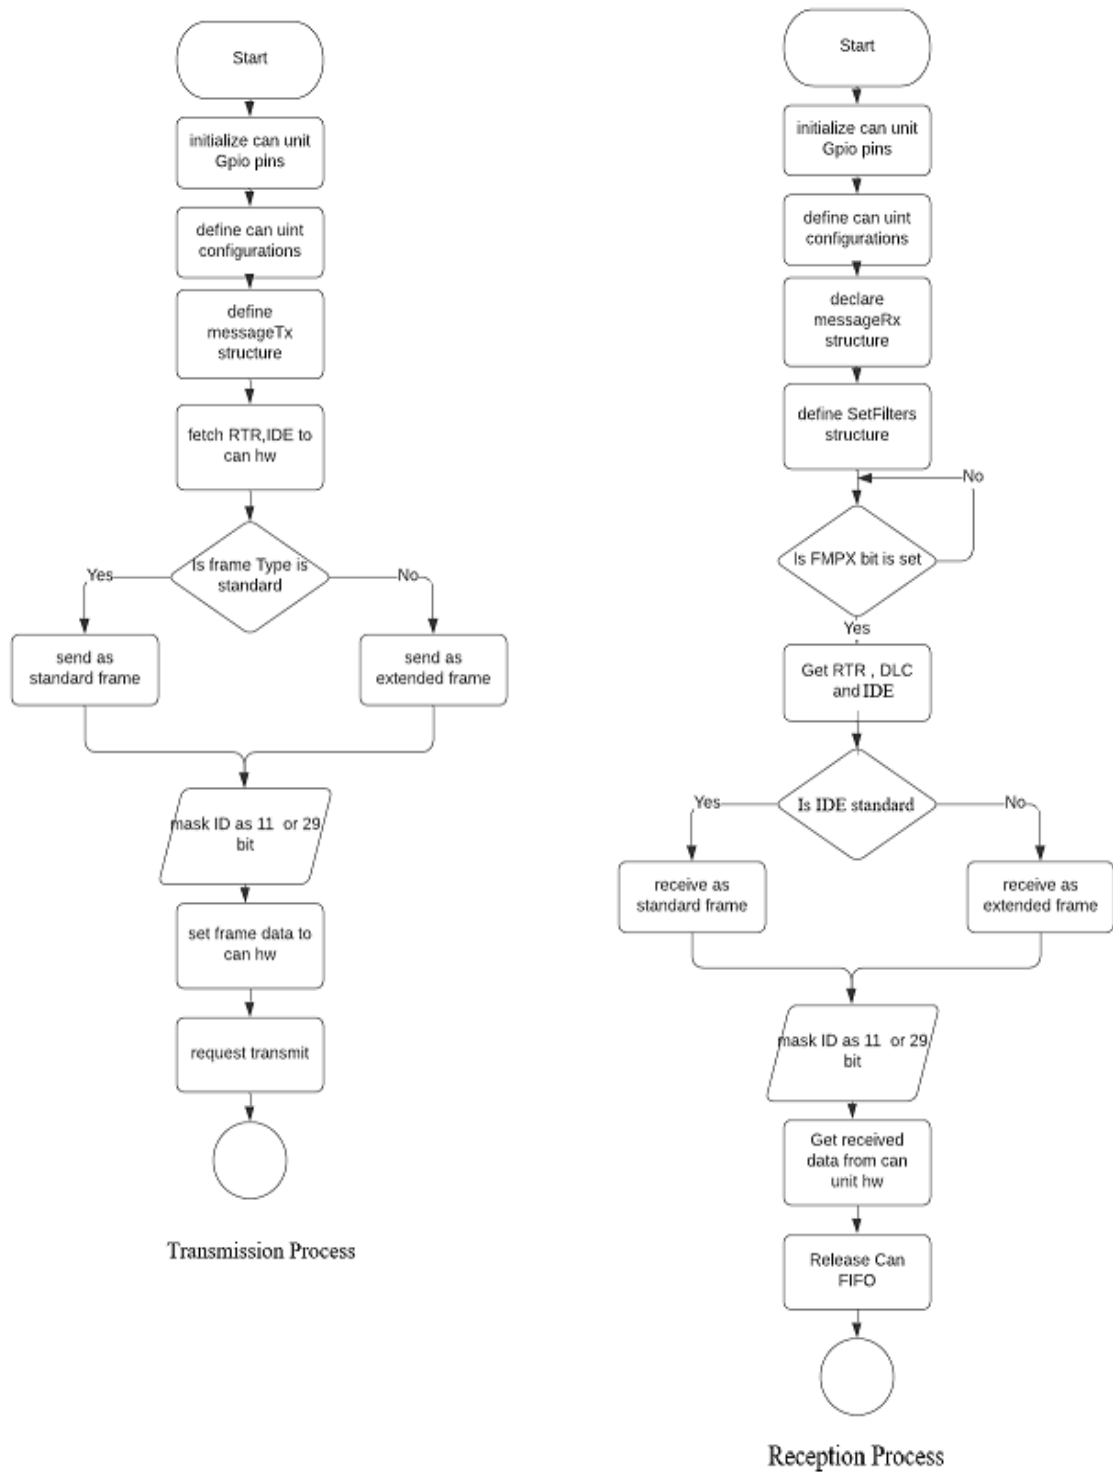 Start
initialize can unit
Gpio pins
define can uint
configurations
define
messageTx
structure
fetch RTR,IDE to
can hw
Is frame Type is
standard
Yes
No
send as
standard frame
send as
extended frame
mask ID as 11 or 29
bit
set frame data to
can hw
request transmit
Transmission Process
Start
initialize can unit
Gpio pins
define can uint
configurations
declare
messageRx
structure
define SetFilters
structure
No
Is FMPX bit is set
Yes
Get RTR , DLC
and IDE
Is IDE standard
Yes
No
receive as
standard frame
receive as
extended frame
mask ID as 11 or 29
bit
Get received
data from can
unit hw
Release Can
FIFO
Reception Process